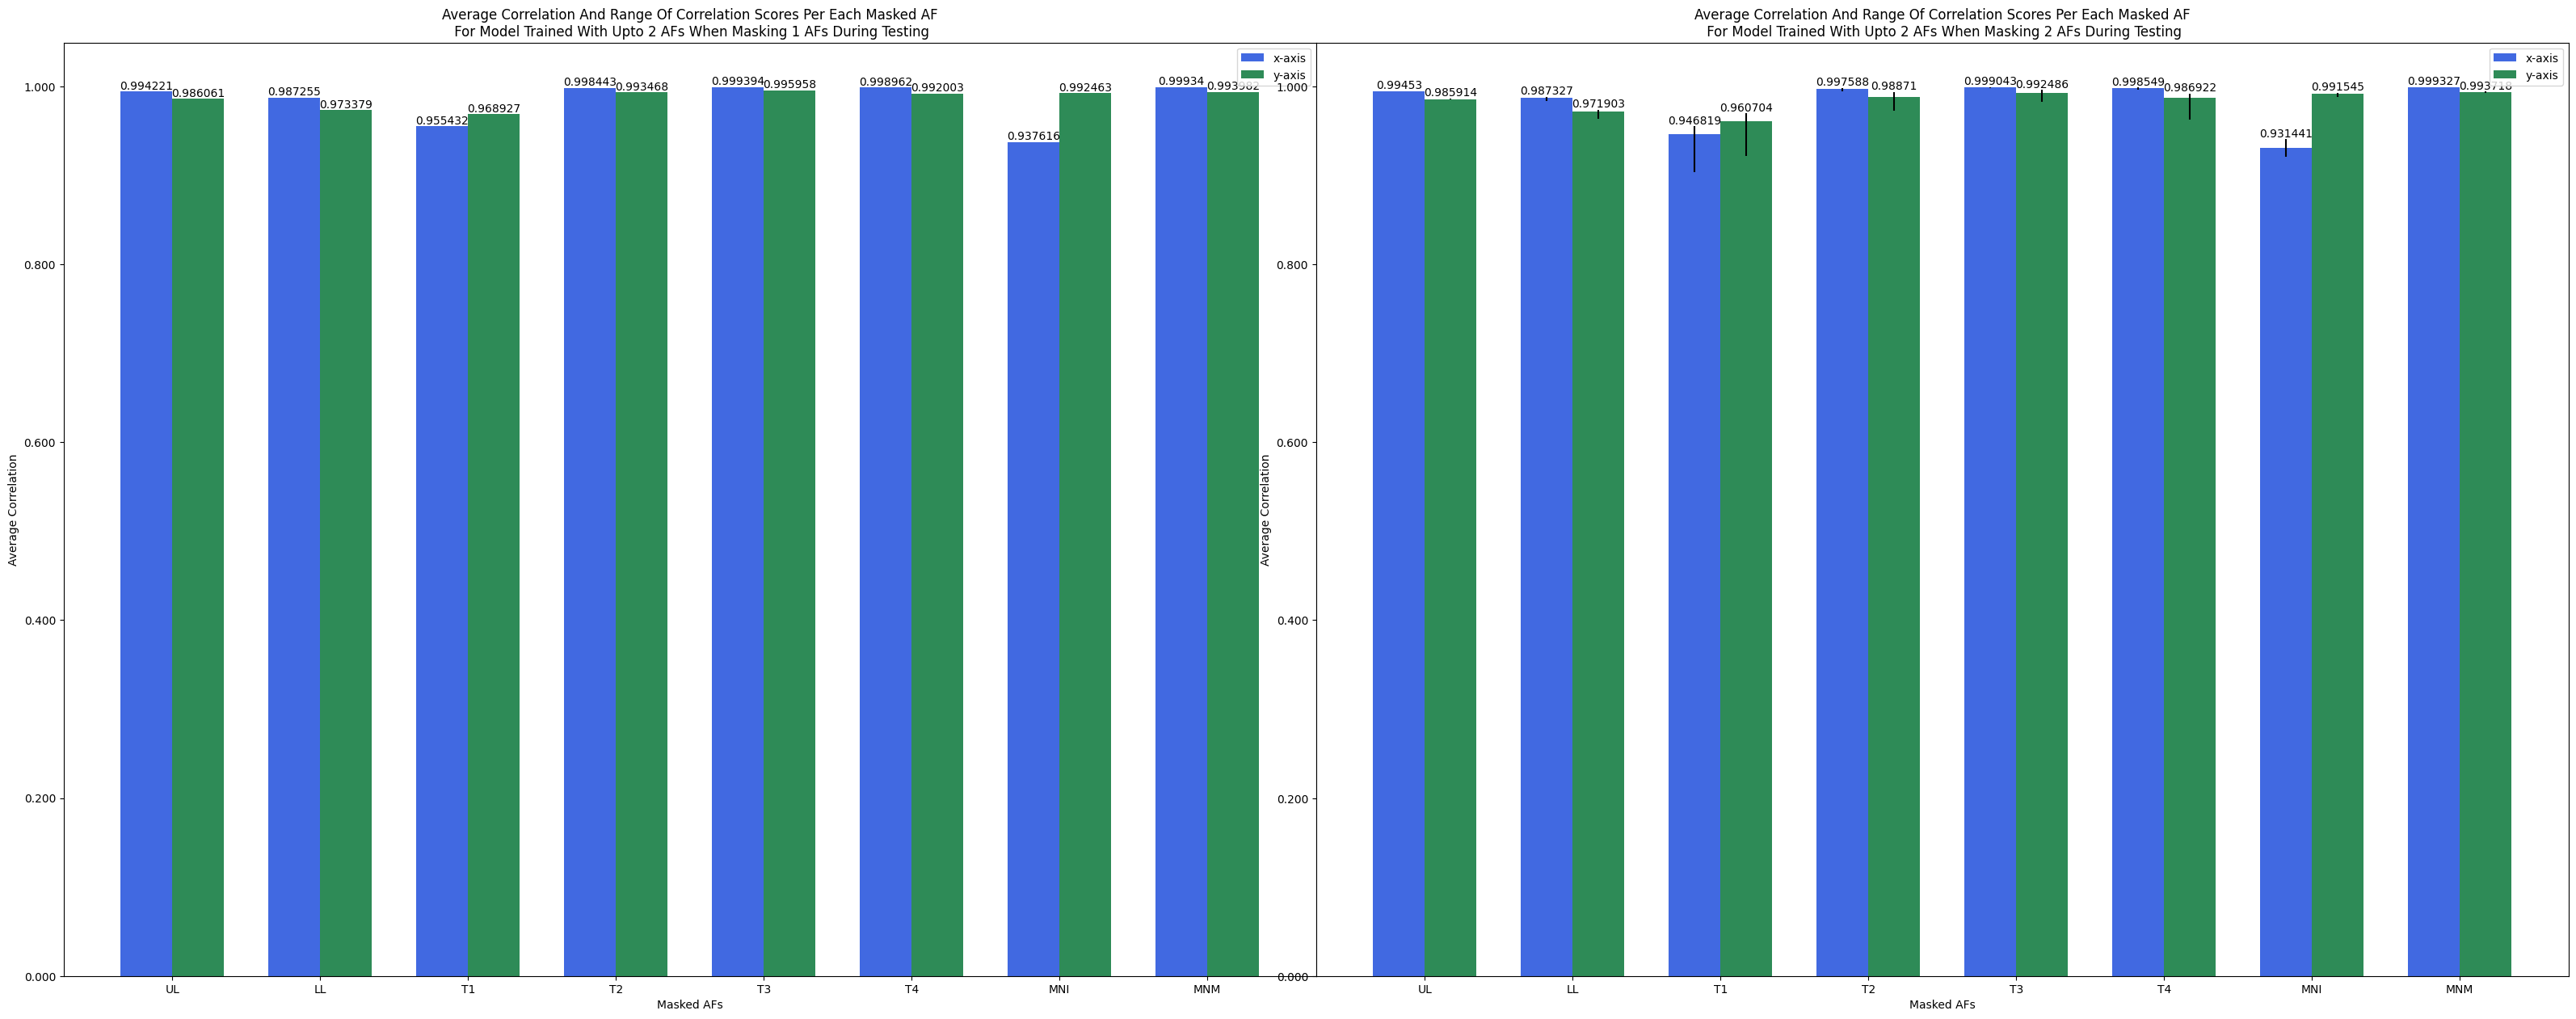 Average Correlation And Range Of Correlation Scores Per Each Masked AF
For Model Trained With Upto 2 AFs When Masking 1 AFs During Testing
x-axis
y-axis
1.000
0.800
0.600
0.400
0.200
0.000
Average Correlation
0.994221
0.986061
0.987255
0.973379
0.955432
0.968927
0.998443
0.993468
0.999394
0.995958
0.998962
0.992003
0.937616
0.992463
0.99934
UL
LL
T1
T2
T3
T4
MNI
MNM
Masked AFs
Average Correlation And Range Of Correlation Scores Per Each Masked AF
For Model Trained With Upto 2 AFs When Masking 2 AFs During Testing
x-axis
y-axis
1.000
0.800
0.600
0.400
0.200
0.000
Average Correlation
0.99453
0.985914
0.987327
0.971903
0.946819
0.960704
0.997588
0.98871
0.999043
0.992486
0.998549
0.986922
0.931441
0.991545
0.999327
0.993718
UL
LL
T1
T2
T3
T4
MNI
MNM
Masked AFs